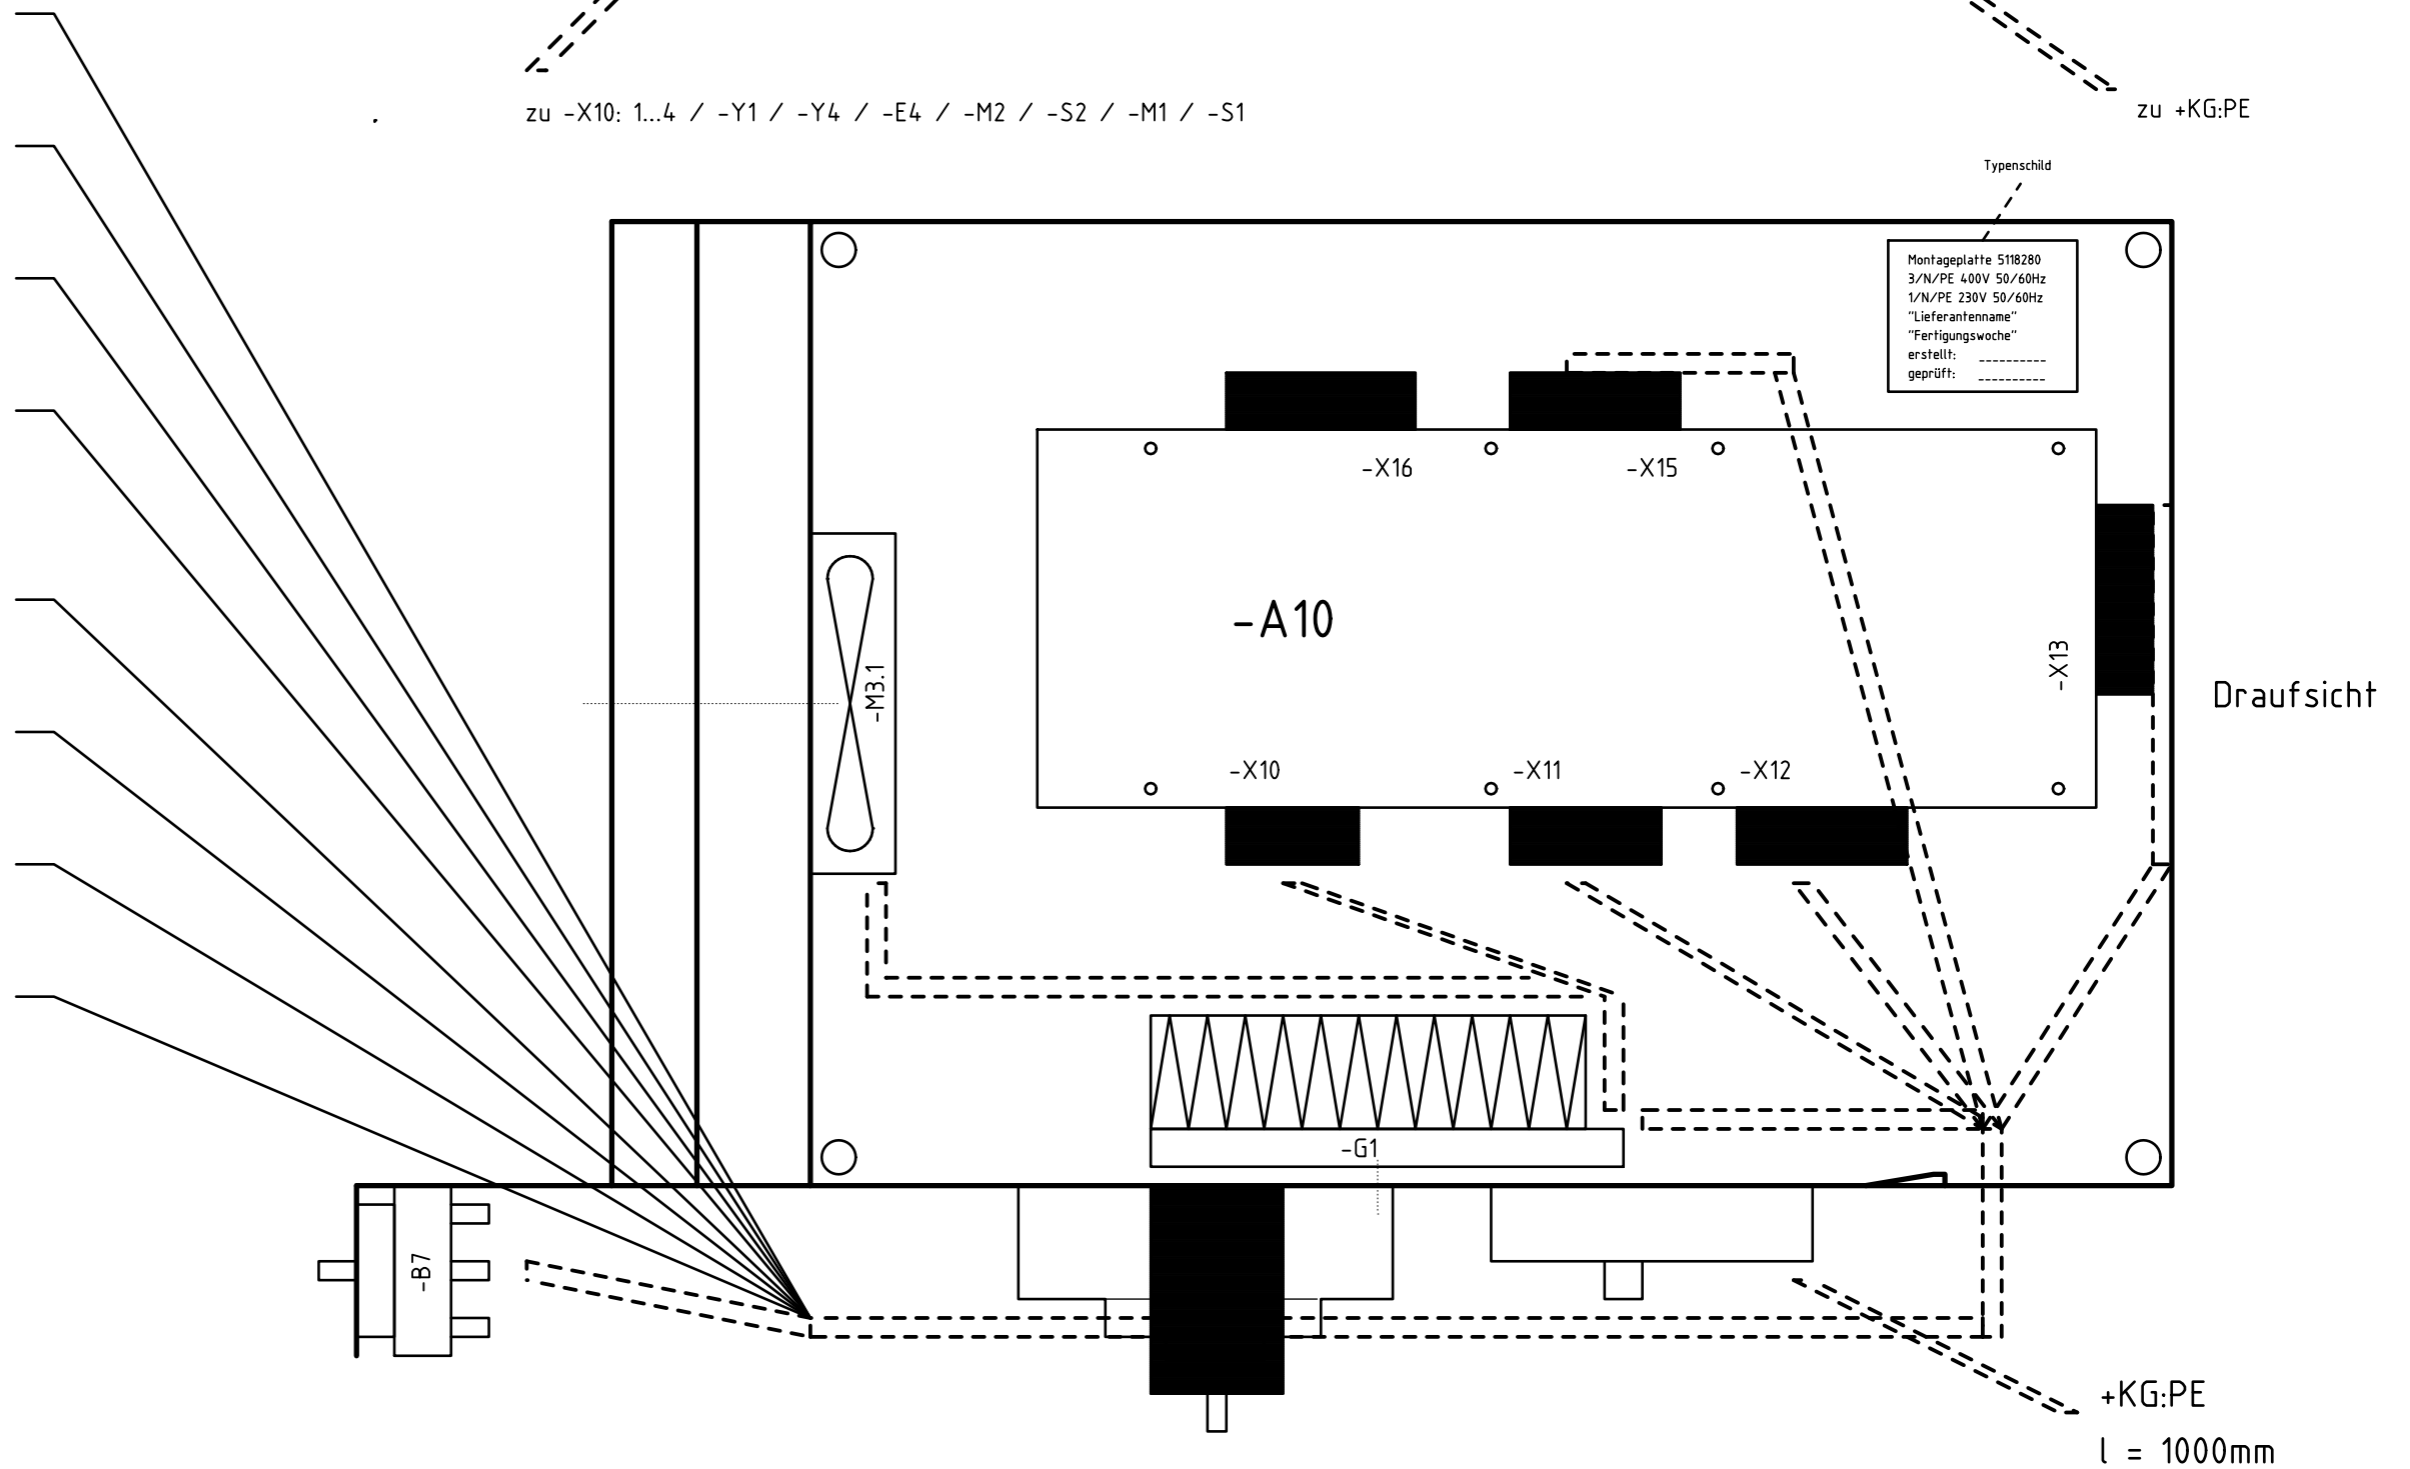 zu -X10: 1...4 / -Y1 / -Y4 / -E4 / -M2 / -S2 / -M1 / -S1
zu +KG:PE
Typenschild
Montageplatte 5118280
3/N/PE 400V 50/60Hz
1/N/PE 230V 50/60Hz
"Lieferantenname"
"Fertigungswoche"
erstellt: __________
geprüft: __________
-X16
-X15
-A10
-X13
-M3.1
Draufsicht
-X10
-X11
-X12
-G1
-B7
+KG:PE
l = 1000mm